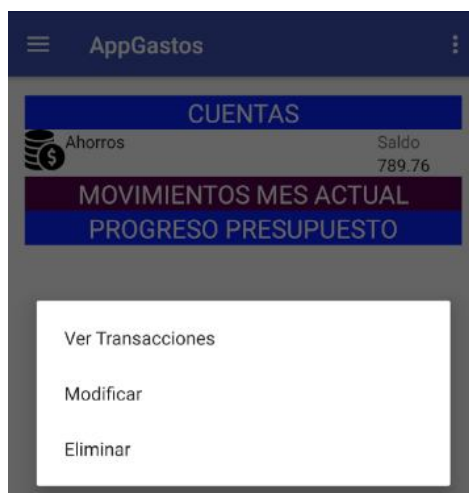 AppGastos
CUENTAS
Ahorros Saldo
789.76
MOVIMIENTOS MES ACTUAL
PROGRESO PRESUPUESTO
Ver Transacciones
Modificar
Eliminar